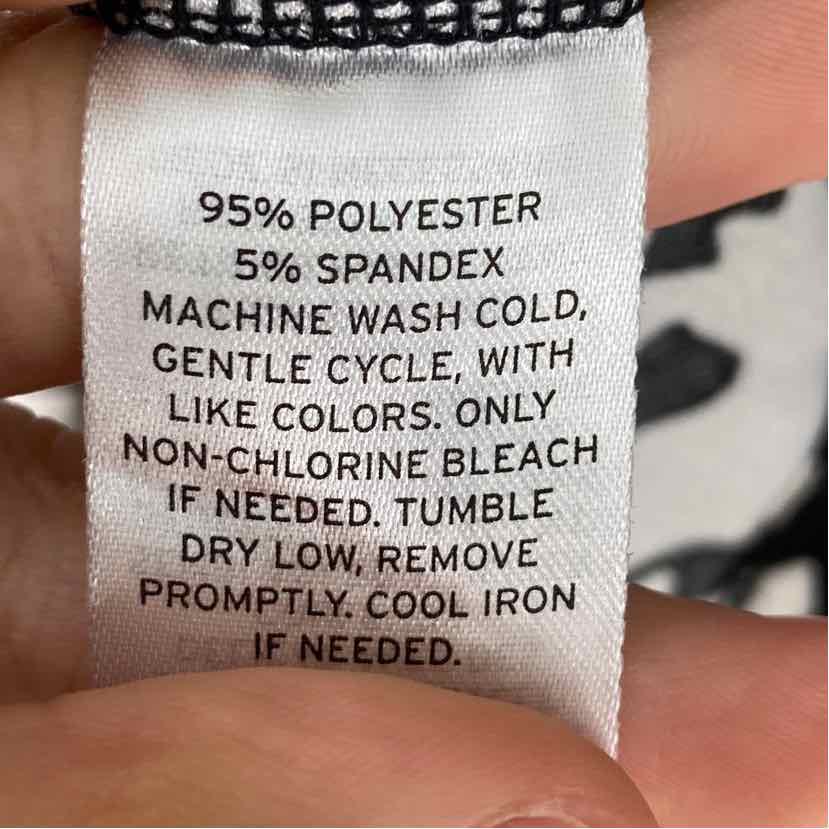 95% POLYESTER
5% SPANDEX
MACHINE WASH COLD,
GENTLE CYCLE, WITH
LIKE COLORS. ONLY
NON-CHLORINE BLEACH
IF NEEDED. TUMBLE
DRY LOW, REMOVE
PROMPTLY. COOL IRON
IF NEEDED.